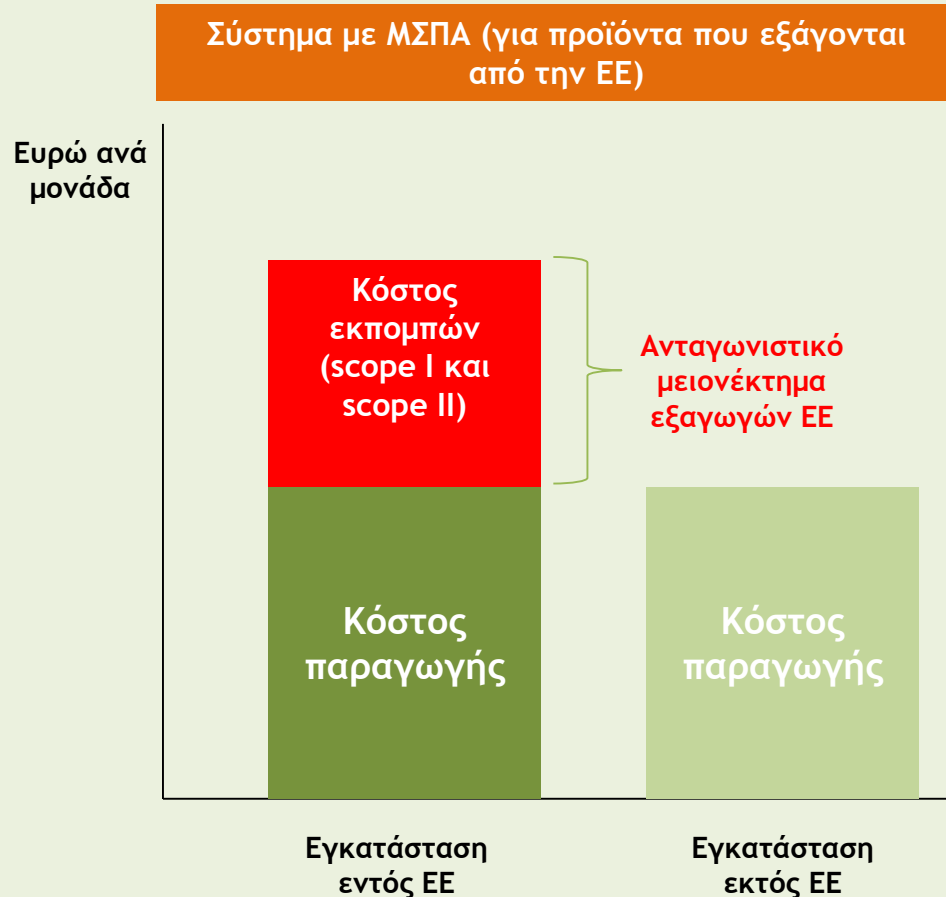 Σύστημα με ΜΣΠΑ (για προϊόντα που εξάγονται
από την ΕΕ)
Ευρώ ανά
μονάδα
Κόστος
εκπομπών
(scope I και
scope II)
Ανταγωνιστικό
μειονέκτημα
εξαγωγών ΕΕ
Κόστος
παραγωγής
Κόστος
παραγωγής
Εγκατάσταση
εντός ΕΕ
Εγκατάσταση
εκτός ΕΕ